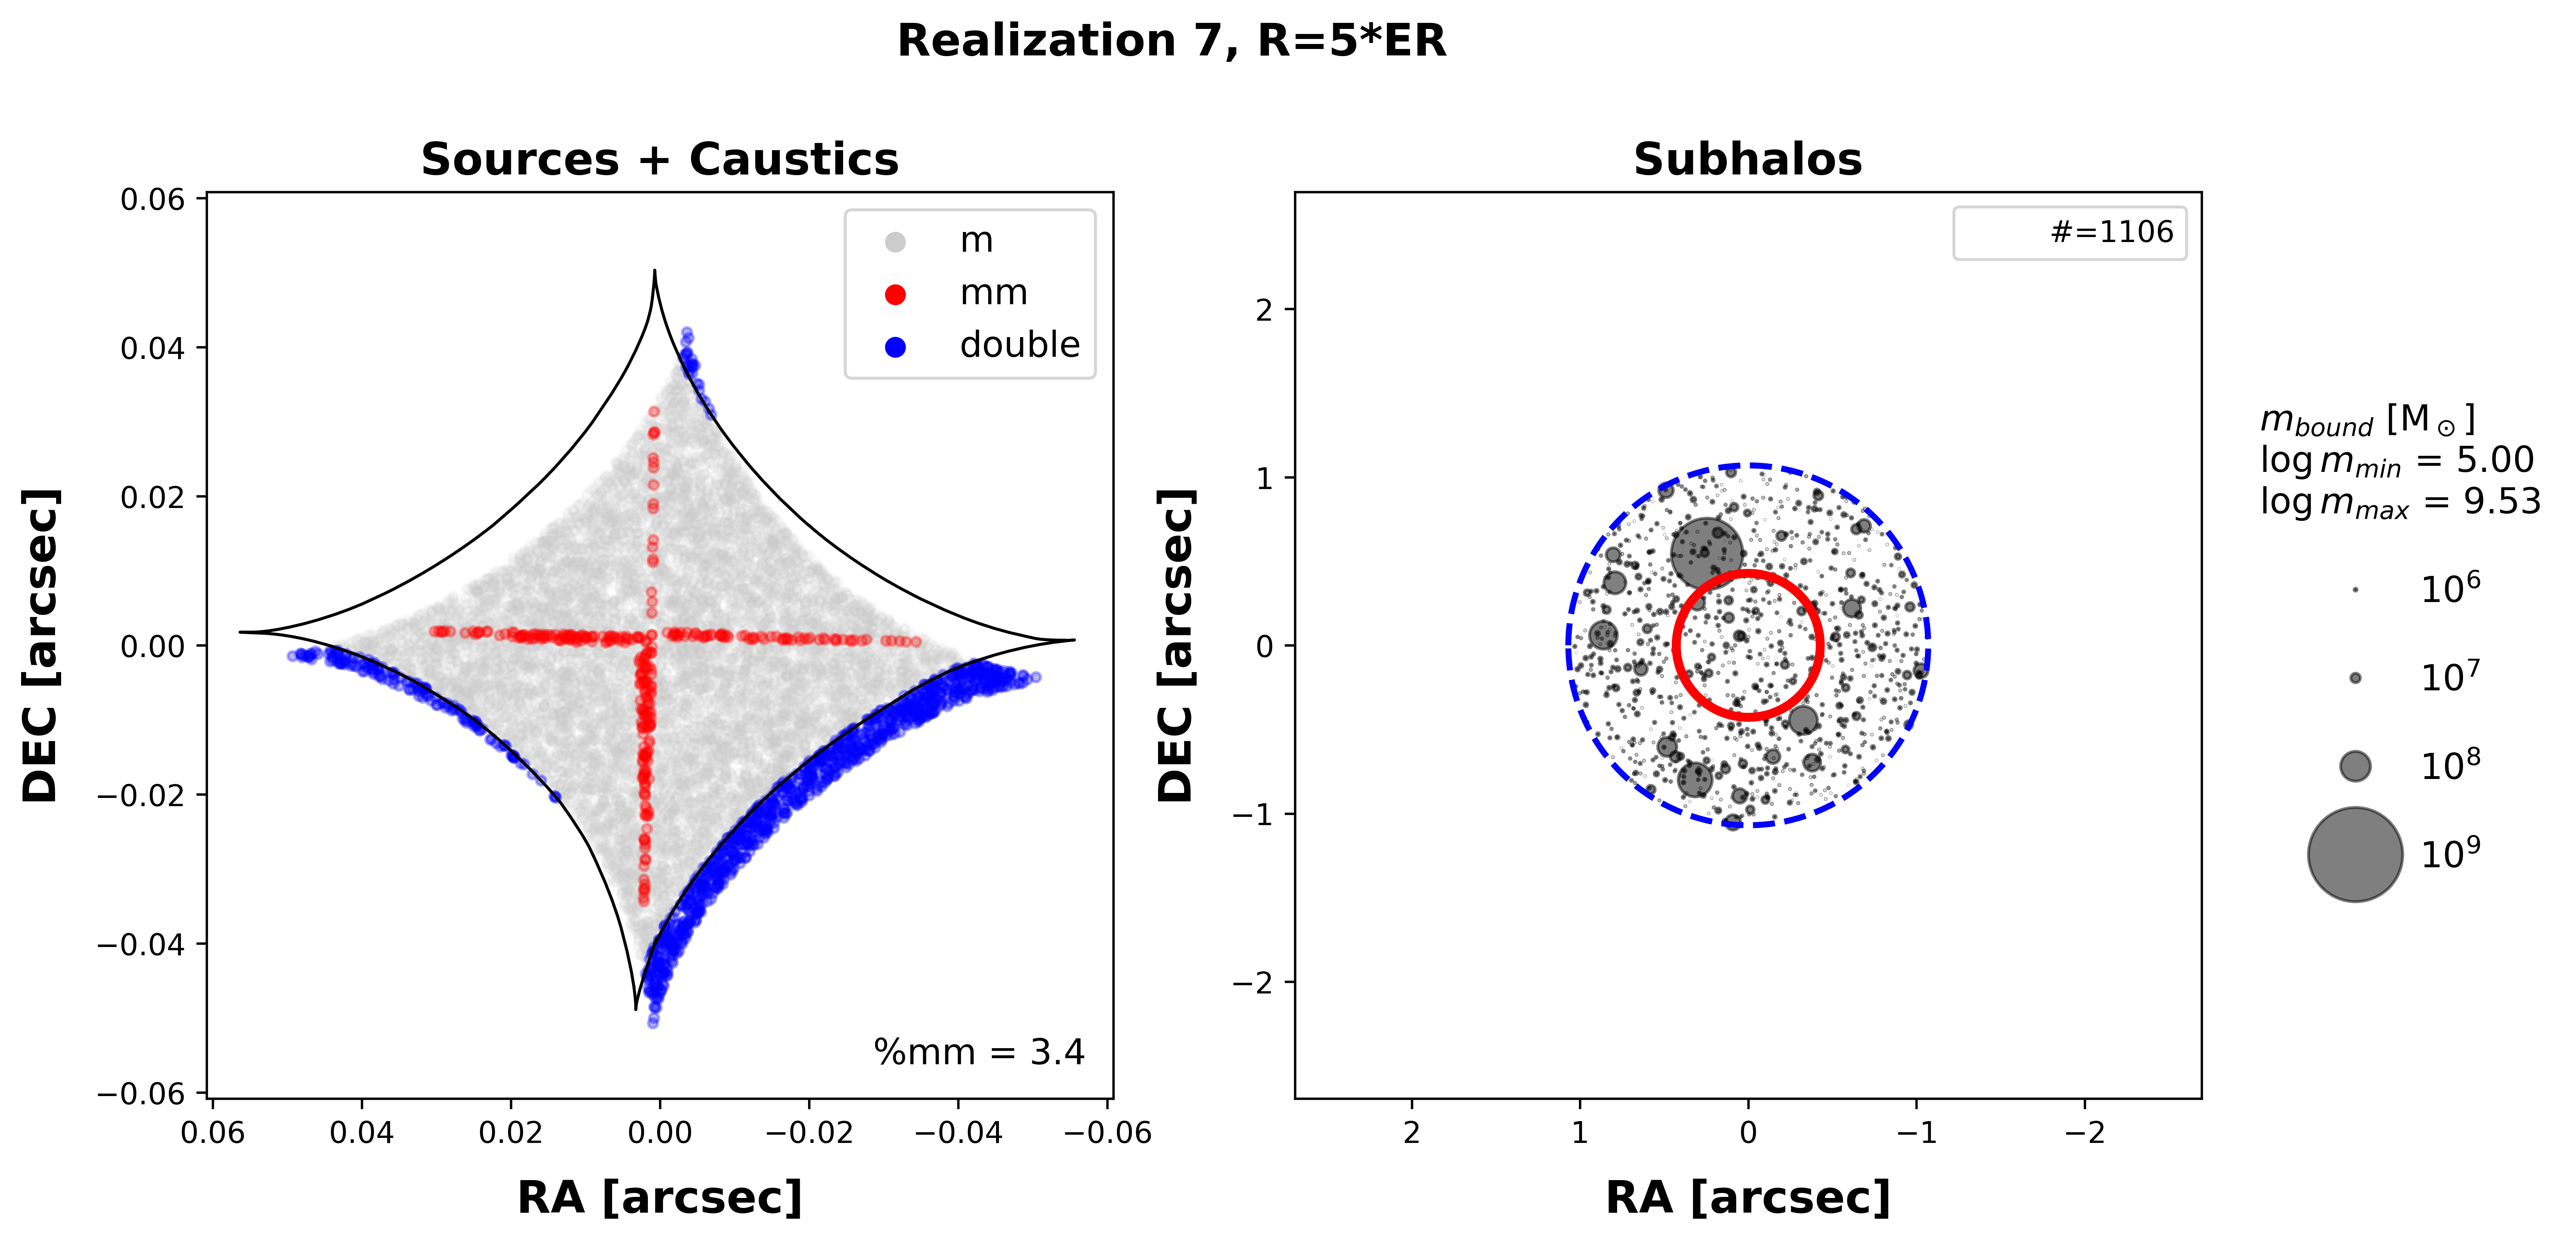 Realization 7, R=5*ER
Sources + Caustics
m
mm
double
%mm = 3.4
0.06
0.04
0.02
0.00
−0.02
−0.04
−0.06
0.06
0.04
0.02
0.00
−0.02
−0.04
−0.06
RA [arcsec]
DEC [arcsec]
Subhalos
#=1106
2
1
0
−1
−2
2
1
0
−1
−2
RA [arcsec]
DEC [arcsec]
m_bound [M_⊙]
log m_min = 5.00
log m_max = 9.53
10^6
10^7
10^8
10^9